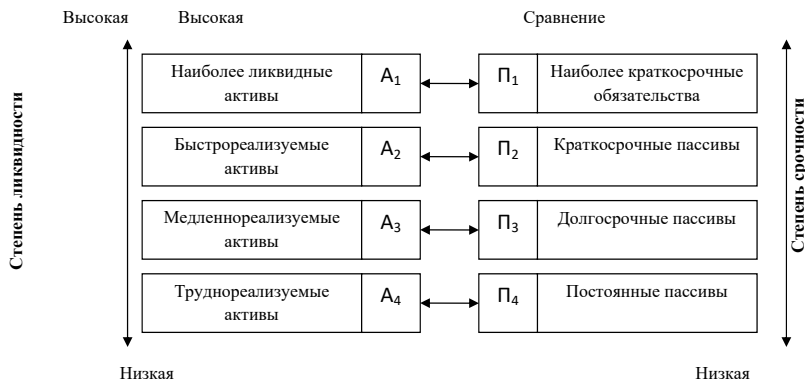 Высокая Высокая Сравнение
Степень ликвидности
Наиболее ликвидные
активы
А1
П1
Наиболее краткосрочные
обязательства
Быстрореализуемые
активы
А2
П2
Краткосрочные пассивы
Медленнореализуемые
активы
А3
П3
Долгосрочные пассивы
Труднореализуемые
активы
А4
П4
Постоянные пассивы
Степень срочности
Низкая Низкая